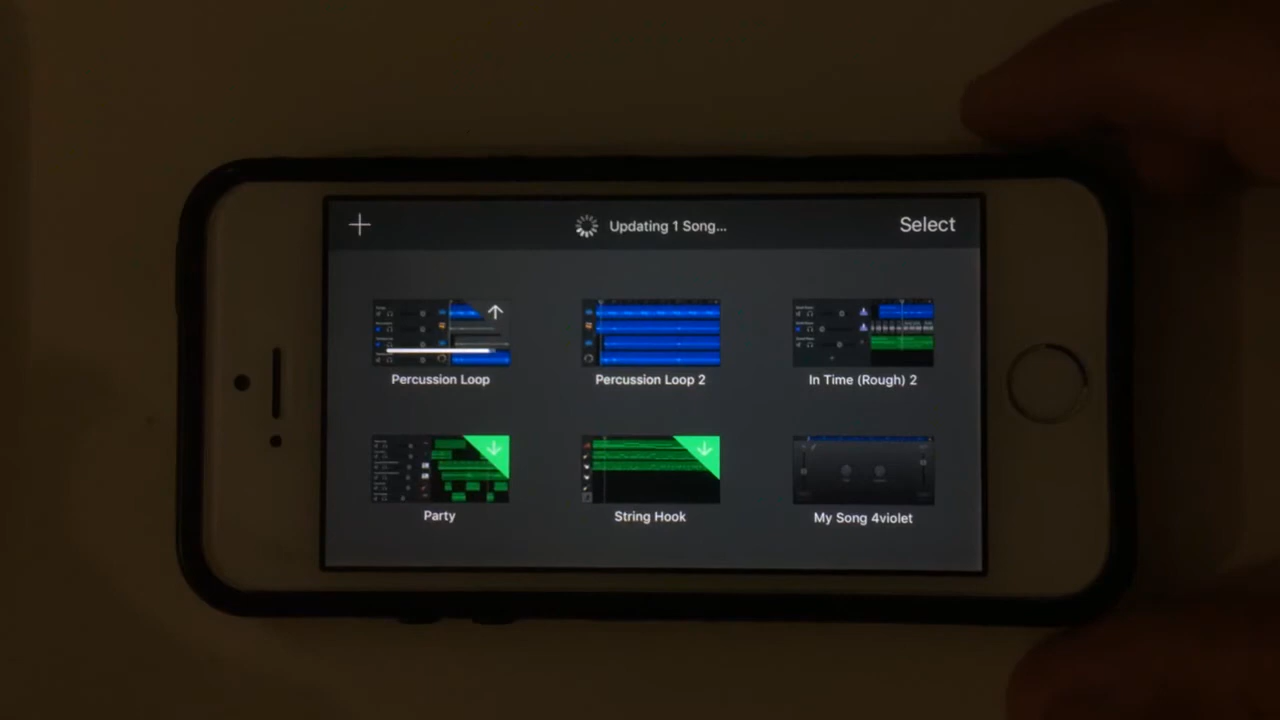 Updating 1 Song...
Select
Percussion Loop
Percussion Loop 2
In Time (Rough) 2
Party
String Hook
My Song 4violet